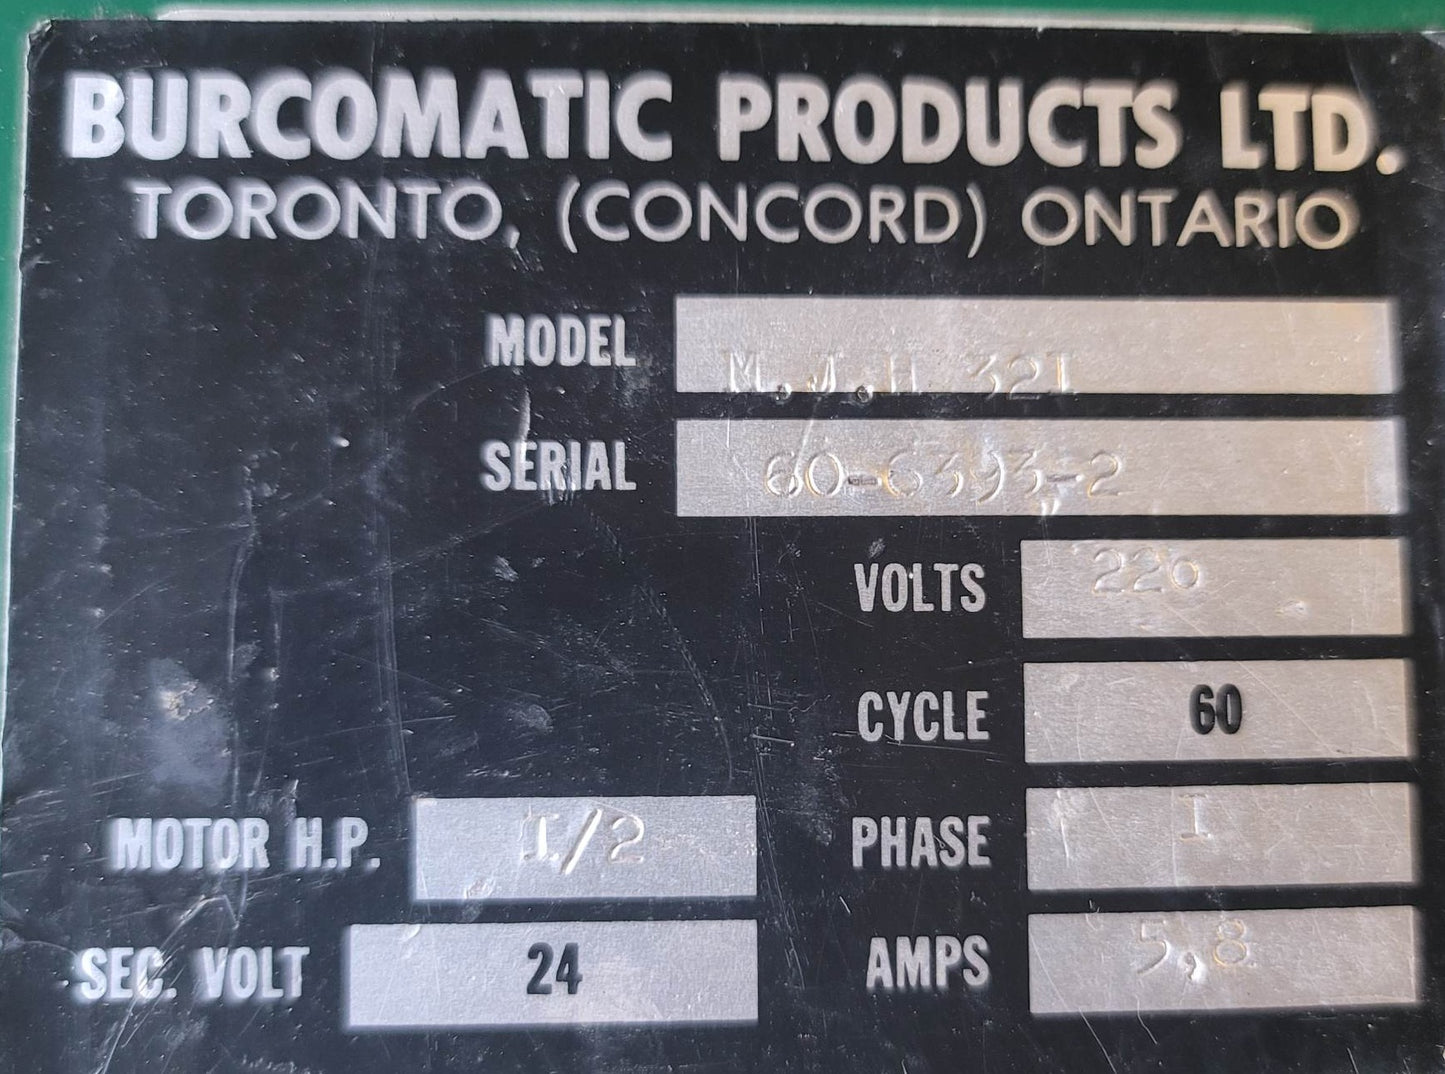 BURCOMATIC PRODUCTS LTD.
TORONTO, (CONCORD) ONTARIO
MODEL M.J.H 321
SERIAL 60-6393-2
VOLTS 220
CYCLE 60
MOTOR H.P. 1/2 PHASE 1
SEC. VOLT 24 AMPS 5,8